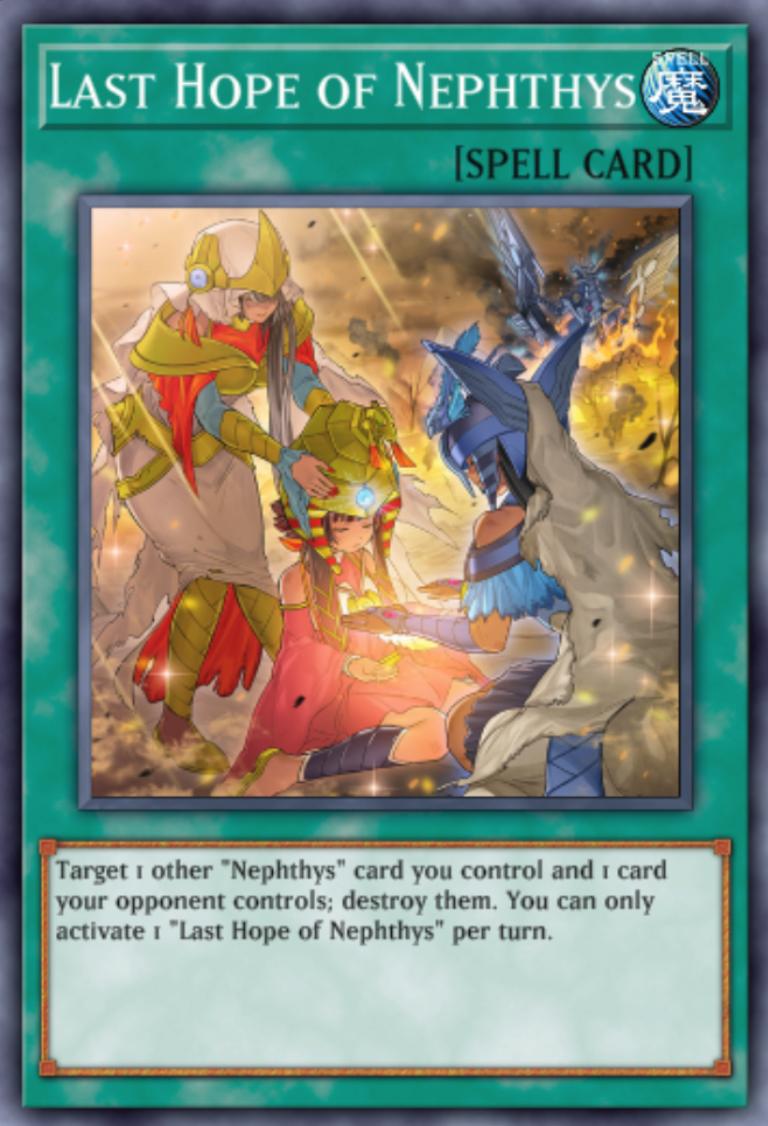 LAST HOPE OF NEPHTHYS
SPELL
魔
[SPELL CARD]
Target 1 other "Nephthys" card you control and 1 card
your opponent controls; destroy them. You can only
activate 1 "Last Hope of Nephthys" per turn.